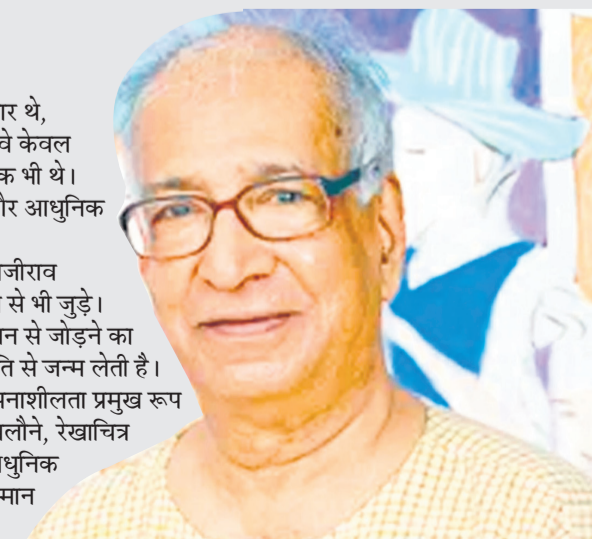 र थे,
वे केवल
क भी थे।
और आधुनिक
जीराव
से भी जुड़े।
न से जोड़ने का
ति से जन्म लेती है।
नाशीलता प्रमुख रूप
लौने, रेखाचित्र
धुनिक
मान